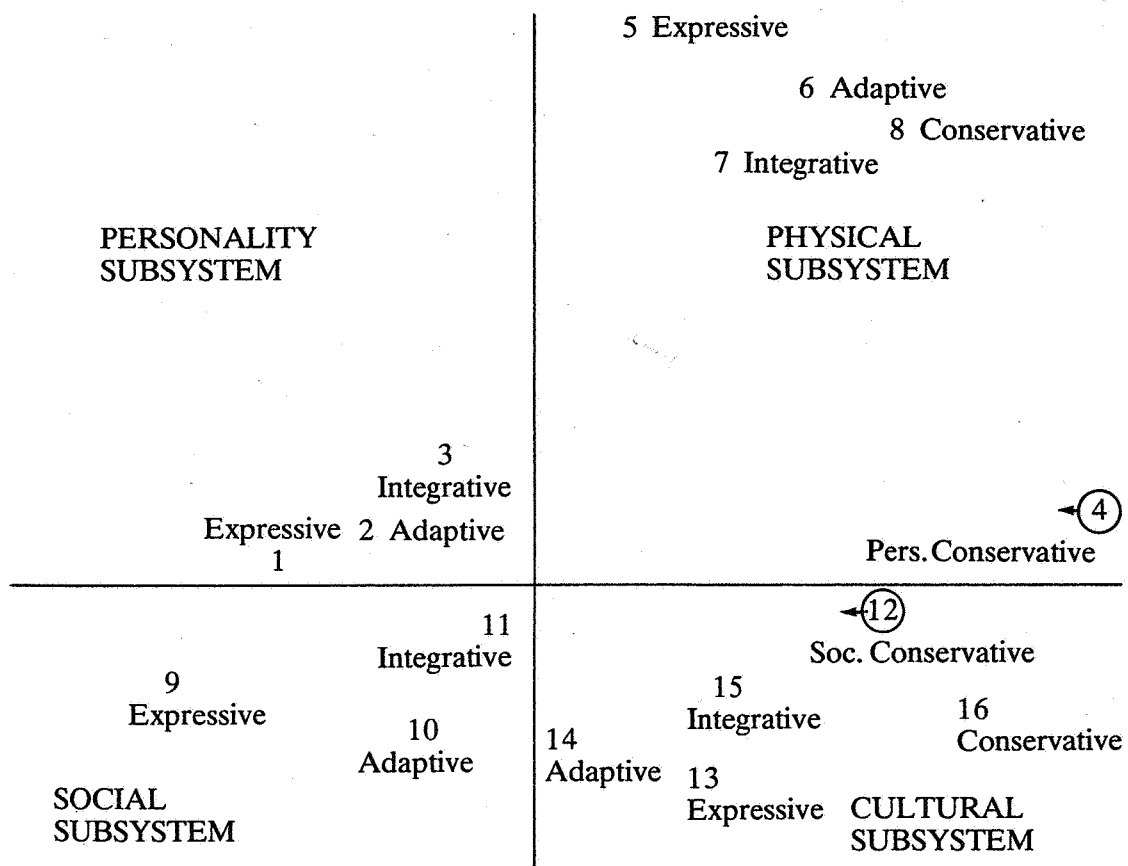 5 Expressive
6 Adaptive
8 Conservative
7 Integrative
PERSONALITY
SUBSYSTEM
PHYSICAL
SUBSYSTEM
3
Integrative
Expressive 2 Adaptive
1
4
Pers. Conservative
11
Integrative
9
Expressive
10
Adaptive
SOCIAL
SUBSYSTEM
12
Soc. Conservative
15
Integrative
16
Conservative
14
Adaptive
13
Expressive
CULTURAL
SUBSYSTEM